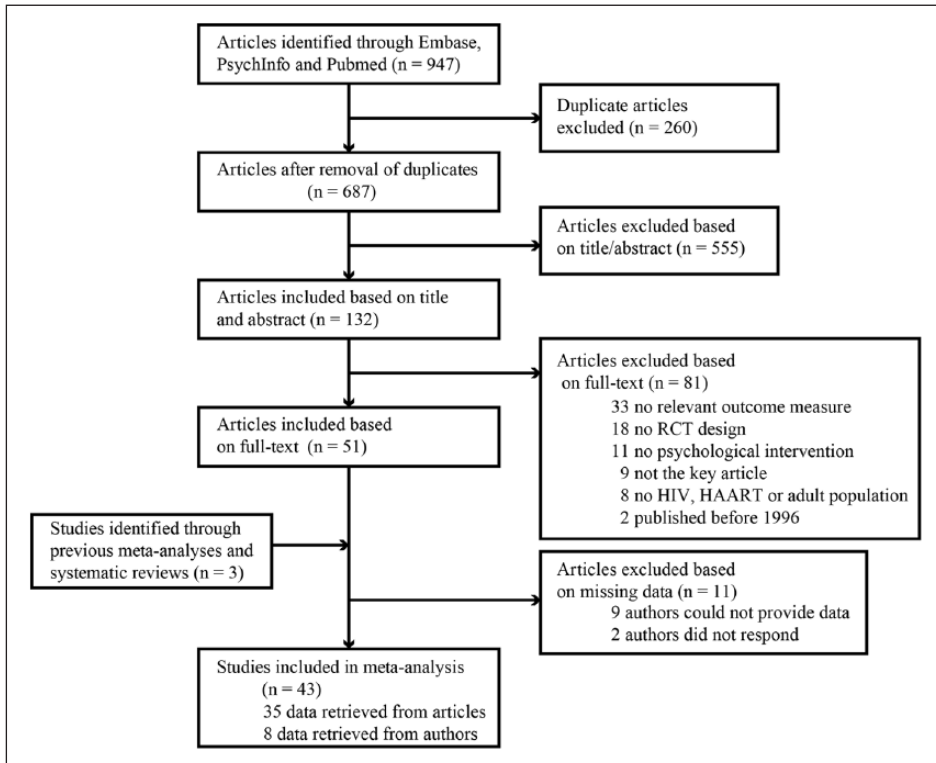 Articles identified through Embase,
PsychInfo and Pubmed (n = 947)
Duplicate articles
excluded (n = 260)
Articles after removal of duplicates
(n = 687)
Articles excluded based
on title/abstract (n = 555)
Articles included based on title
and abstract (n = 132)
Articles excluded based
on full-text (n = 81)
33 no relevant outcome measure
18 no RCT design
11 no psychological intervention
9 not the key article
8 no HIV, HAART or adult population
2 published before 1996
Articles included based
on full-text (n = 51)
Studies identified through
previous meta-analyses and
systematic reviews (n = 3)
Articles excluded based
on missing data (n = 11)
9 authors could not provide data
2 authors did not respond
Studies included in meta-analysis
(n = 43)
35 data retrieved from articles
8 data retrieved from authors